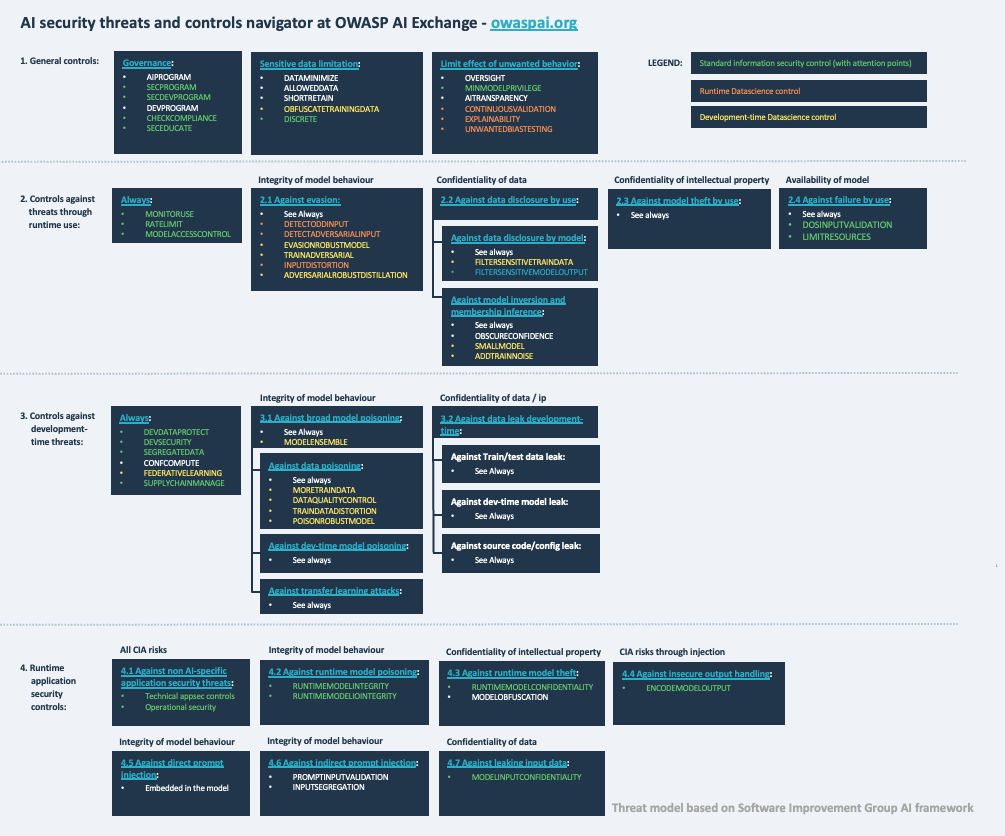 AI security threats and controls navigator at OWASP AI Exchange - owaspai.org
1. General controls:
Governance:
• AIPROGRAM
• SECPROGRAM
• SECDEVPROGRAM
• DEVPROGRAM
• CHECKCOMPLIANCE
• SECEDUCATE
Sensitive data limitation:
• DATAMINIMIZE
• ALLOWEDDATA
• SHORTRETAIN
• OBFUSCATETRAININGDATA
• DISCRETE
Limit effect of unwanted behavior:
• OVERSIGHT
• MINMODELPRIVILEGE
• AITRANSPARENCY
• CONTINUOUSVALIDATION
• EXPLAINABILITY
• UNWANTEDBIASTESTING
LEGEND:
Standard information security control (with attention points)
Runtime Datascience control
Development-time Datascience control
2. Controls against
threats through
runtime use:
Always:
• MONITORUSE
• RATELIMIT
• MODELACCESSCONTROL
Integrity of model behaviour
2.1 Against evasion:
• See Always
• DETECTODDINPUT
• DETECTADVERSARIALINPUT
• EVASIONROBUSTMODEL
• TRAINADVERSARIAL
• INPUTDISTORTION
• ADVERSARIALROBUSTDISTILLATION
Confidentiality of data
2.2 Against data disclosure by use:
Against data disclosure by model:
• See always
• FILTERSENSITIVETRAINDATA
• FILTERSENSITIVEMODELOUTPUT
Against model inversion and
membership inference:
• See always
• OBSCURECONFIDENCE
• SMALLMODEL
• ADDTRAINNOISE
Confidentiality of intellectual property
2.3 Against model theft by use:
• See always
Availability of model
2.4 Against failure by use:
• See always
• DOSINPUTVALIDATION
• LIMITRESOURCES
3. Controls against
development-
time threats:
Always:
• DEVDATAPROTECT
• DEVSECURITY
• SEGREGATEDATA
• CONFCOMPUTE
• FEDERATIVELEARNING
• SUPPLYCHAINMANAGE
Integrity of model behaviour
3.1 Against broad model poisoning:
• See Always
• MODELENSEMBLE
Against data poisoning:
• See always
• MORETRAINDATA
• DATAQUALITYCONTROL
• TRAINDATADISTORTION
• POISONROBUSTMODEL
Against dev-time model poisoning:
• See always
Against transfer learning attacks:
• See always
Confidentiality of data / ip
3.2 Against data leak development-
time:
Against Train/test data leak:
• See Always
Against dev-time model leak:
• See Always
Against source code/config leak:
• See Always
4. Runtime
application
security
controls:
All CIA risks
4.1 Against non AI-specific
application security threats:
• Technical appsec controls
• Operational security
Integrity of model behaviour
4.2 Against runtime model poisoning:
• RUNTIMEMODELINTEGRITY
• RUNTIMEMODELIOINTEGRITY
Confidentiality of intellectual property
4.3 Against runtime model theft:
• RUNTIMEMODELCONFIDENTIALITY
• MODELOBFUSCATION
CIA risks through injection
4.4 Against insecure output handling:
• ENCODEMODELOUTPUT
Integrity of model behaviour
4.5 Against direct prompt
injection:
• Embedded in the model
Integrity of model behaviour
4.6 Against indirect prompt injection:
• PROMPTINPUTVALIDATION
• INPUTSEGREGATION
Confidentiality of data
4.7 Against leaking input data:
• MODELINPUTCONFIDENTIALITY
Threat model based on Software Improvement Group AI framework